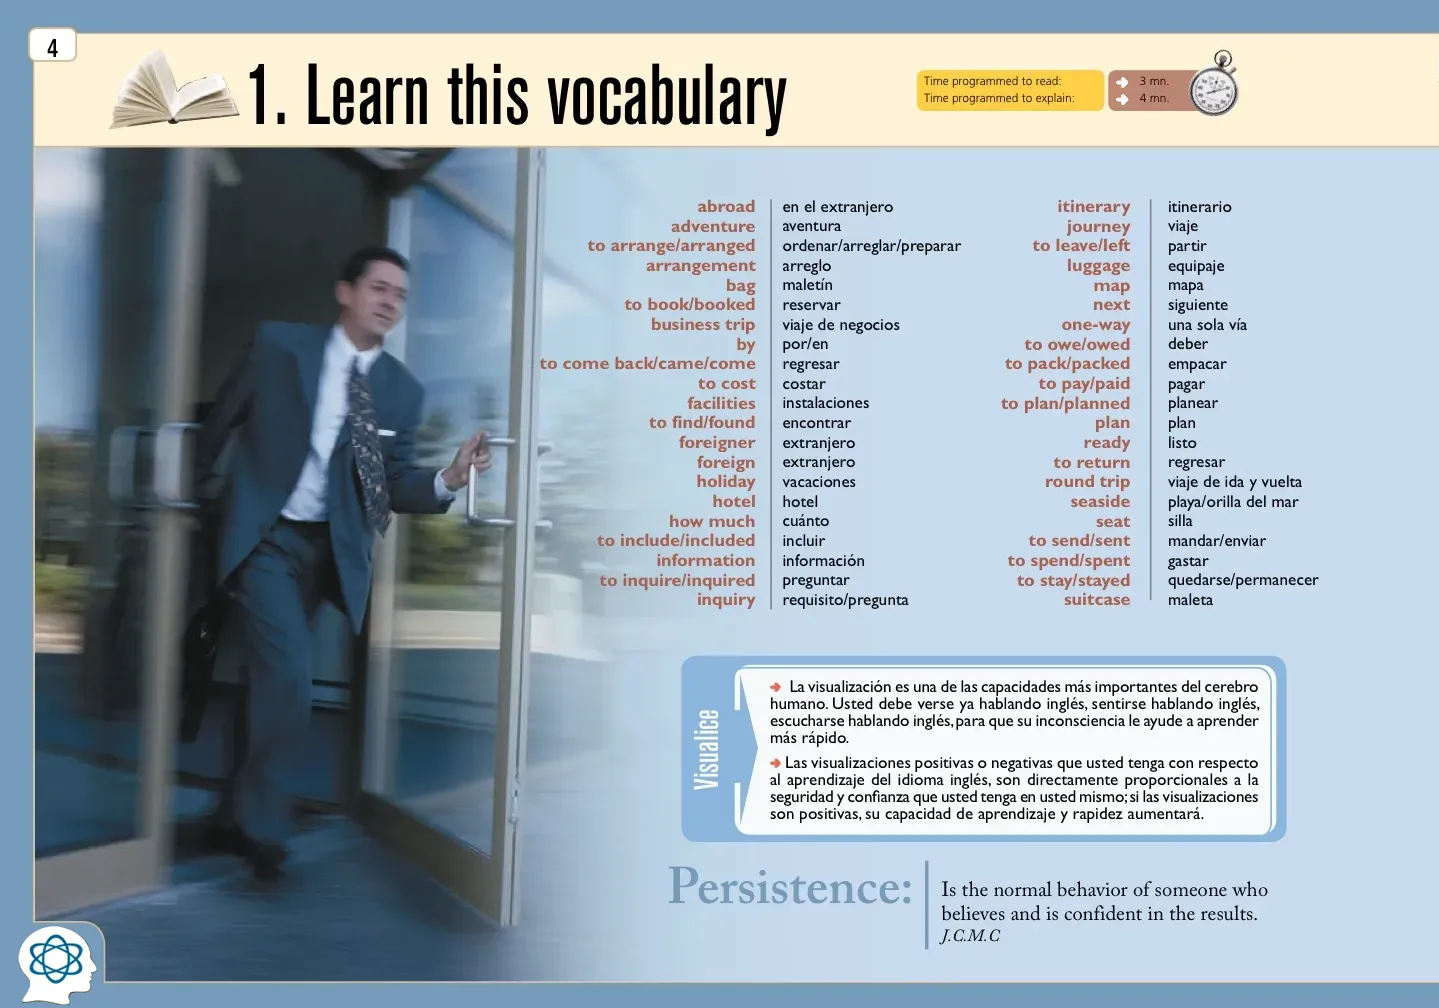 4
1. Learn this vocabulary
Time programmed to read:
3 mn.
Time programmed to explain:
4 mn.
abroad en el extranjero
adventure aventura
to arrange/arranged ordenar/arreglar/preparar
arrangement arreglo
bag maletín
to book/booked reservar
business trip viaje de negocios
by por/en
to come back/came/come regresar
to cost costar
facilities instalaciones
to find/found encontrar
foreigner extranjero
foreign extranjero
holiday vacaciones
hotel hotel
how much cuánto
to include/included incluir
information información
to inquire/inquired preguntar
inquiry requisito/pregunta
itinerary itinerario
journey viaje
to leave/left partir
luggage equipaje
map mapa
next siguiente
one-way una sola vía
to owe/owed deber
to pack/packed empacar
to pay/paid pagar
to plan/planned planear
plan plan
ready listo
to return regresar
round trip viaje de ida y vuelta
seaside playa/orilla del mar
seat silla
to send/sent mandar/enviar
to spend/spent gastar
to stay/stayed quedarse/permanecer
suitcase maleta
Visualice
La visualización es una de las capacidades más importantes del cerebro
humano. Usted debe verse ya hablando inglés, sentirse hablando inglés,
escucharse hablando inglés, para que su inconsciencia le ayude a aprender
más rápido.
Las visualizaciones positivas o negativas que usted tenga con respecto
al aprendizaje del idioma inglés, son directamente proporcionales a la
seguridad y confianza que usted tenga en usted mismo; si las visualizaciones
son positivas, su capacidad de aprendizaje y rapidez aumentará.
Persistence:
Is the normal behavior of someone who
believes and is confident in the results.
J.C.M.C